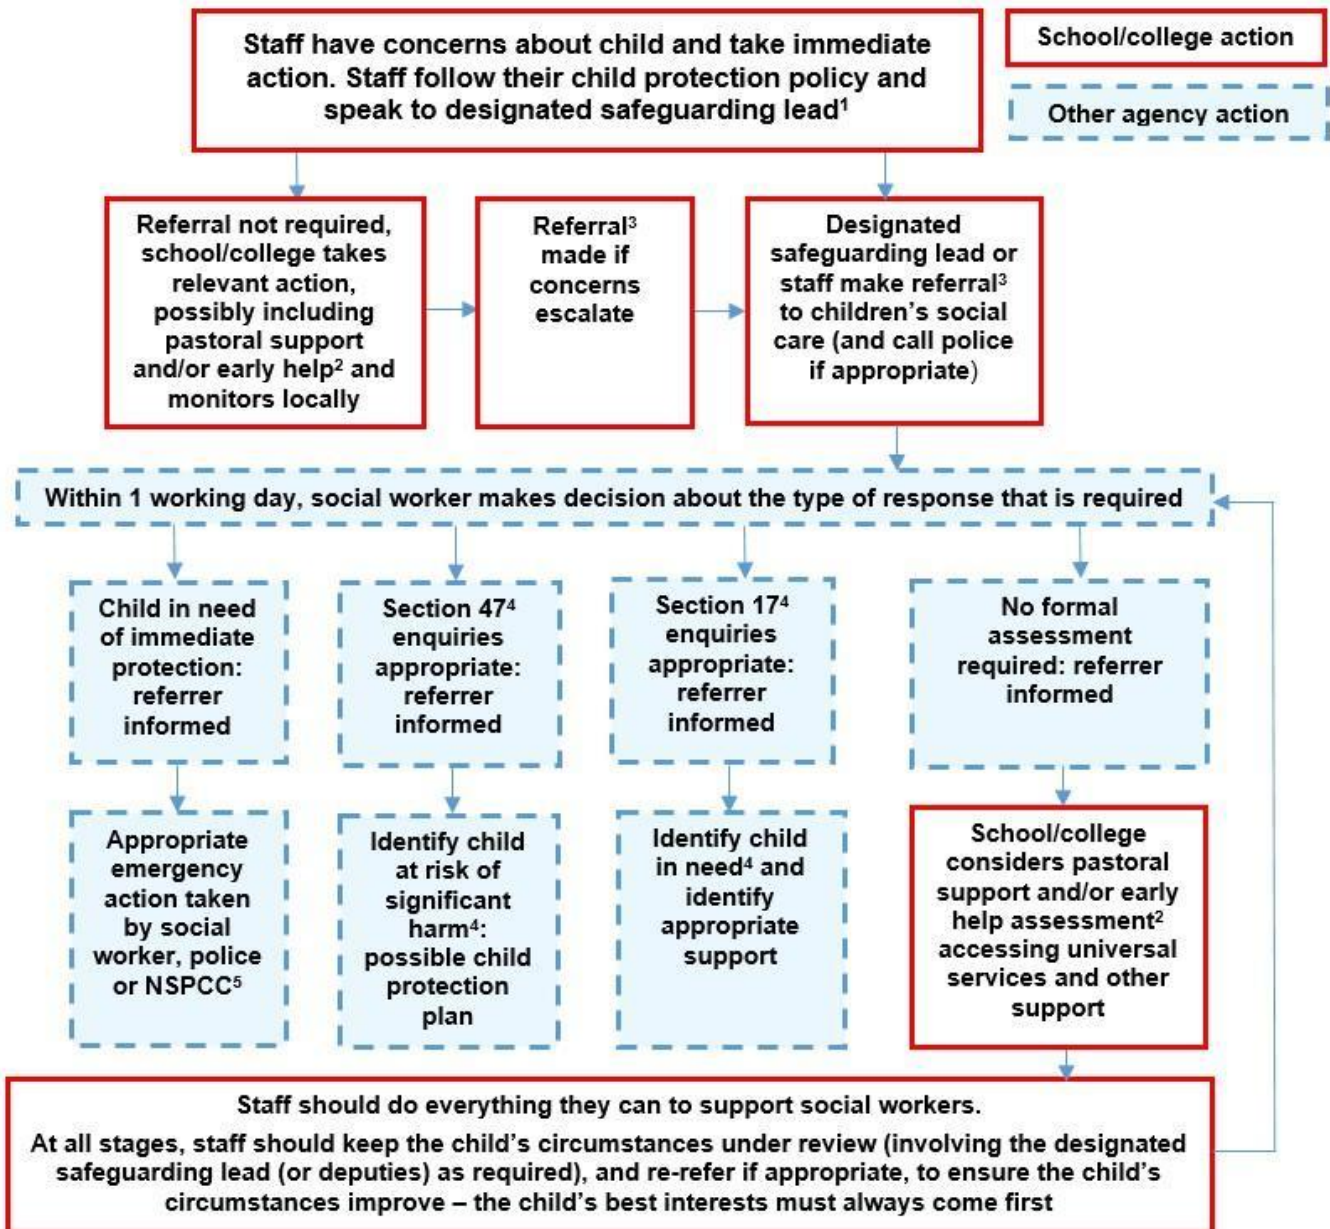 Staff have concerns about child and take immediate
action. Staff follow their child protection policy and
speak to designated safeguarding lead¹
School/college action
Other agency action
Referral not required,
school/college takes
relevant action,
possibly including
pastoral support
and/or early help² and
monitors locally
Referral³
made if
concerns
escalate
Designated
safeguarding lead or
staff make referral³
to children’s social
care (and call police
if appropriate)
Within 1 working day, social worker makes decision about the type of response that is required
Child in need
of immediate
protection:
referrer
informed
Section 47⁴
enquiries
appropriate:
referrer
informed
Section 17⁴
enquiries
appropriate:
referrer
informed
No formal
assessment
required: referrer
informed
Appropriate
emergency
action taken
by social
worker, police
or NSPCC⁵
Identify child
at risk of
significant
harm⁴:
possible child
protection
plan
Identify child
in need⁴ and
identify
appropriate
support
School/college
considers pastoral
support and/or early
help assessment²
accessing universal
services and other
support
Staff should do everything they can to support social workers.
At all stages, staff should keep the child’s circumstances under review (involving the designated
safeguarding lead (or deputies) as required), and re-refer if appropriate, to ensure the child’s
circumstances improve – the child’s best interests must always come first